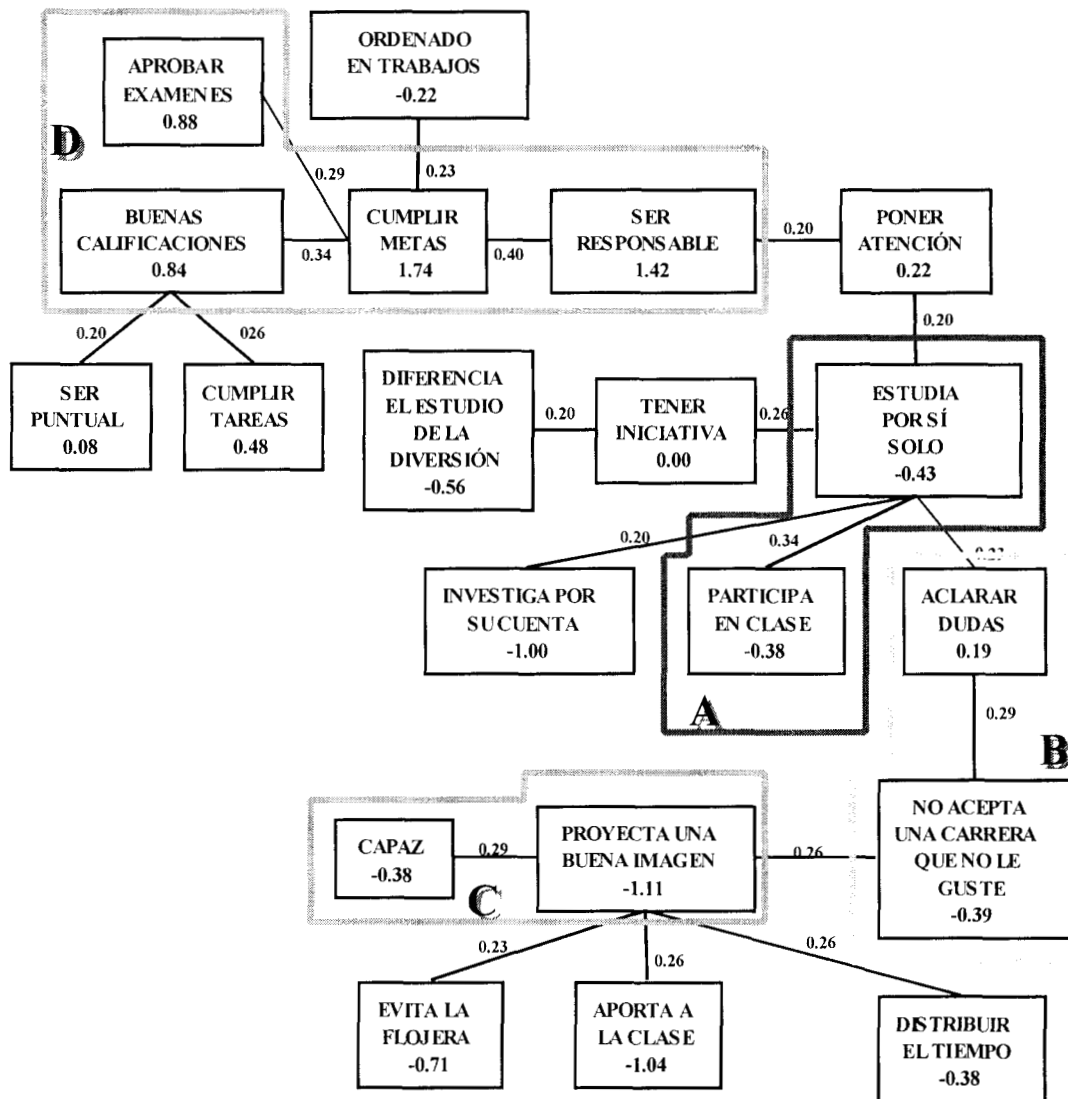 ORDENADO
EN TRABAJOS
-0.22
APROBAR
EXAMENES
0.88
D
0.29
0.23
BUENAS
CALIFICACIONES
0.84
0.34
CUMPLIR
METAS
1.74
0.40
SER
RESPONSABLE
1.42
0.20
PONER
ATENCIÓN
0.22
0.20
026
0.20
SER
PUNTUAL
0.08
CUMPLIR
TAREAS
0.48
DIFERENCIA
EL ESTUDIO
DE LA
DIVERSIÓN
-0.56
0.20
TENER
INICIATIVA
0.00
0.26
ESTUDIA
POR SÍ
SOLO
-0.43
0.20
0.34
0.23
INVESTIGA POR
SU CUENTA
-1.00
PARTICIPA
EN CLASE
-0.38
A
ACLARAR
DUDAS
0.19
0.29
B
CAPAZ
-0.38
0.29
C
PROYECTA UNA
BUENA IMAGEN
-1.11
0.26
NO ACEPTA
UNA CARRERA
QUE NO LE
GUSTE
-0.39
0.23
0.26
0.26
EVITA LA
FLOJERA
-0.71
APORTA A
LA CLASE
-1.04
DISTRIBUIR
EL TIEMPO
-0.38